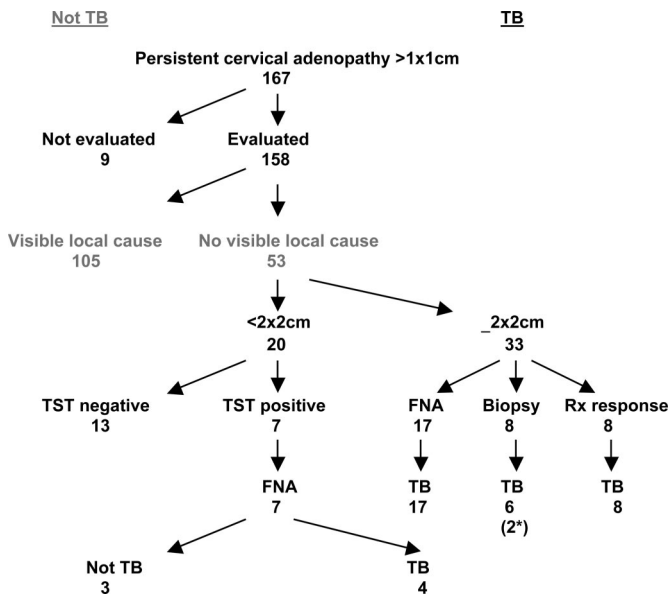 Not TB TB
Persistent cervical adenopathy >1x1cm
167
Not evaluated Evaluated
9 158
Visible local cause No visible local cause
105 53
<2x2cm _2x2cm
20 33
TST negative TST positive FNA Biopsy Rx response
13 7 17 8 8
FNA TB TB TB
7 17 6 8
(2*)
Not TB TB
3 4